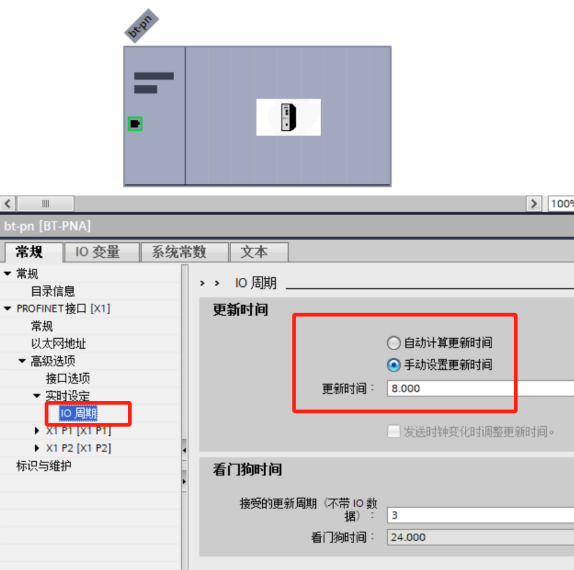 bt-pn
100%
bt-pn [BT-PNA]
常规
IO 变量
系统常数
文本
常规
目录信息
PROFINET接口 [X1]
常规
以太网地址
高级选项
接口选项
实时设定
IO 周期
X1 P1 [X1 P1]
X1 P2 [X1 P2]
标识与维护
> > IO 周期
更新时间
自动计算更新时间
手动设置更新时间
更新时间：
8.000
发送时钟变化时调整更新时间。
看门狗时间
接受的更新周期（不带 IO 数
据）：
3
看门狗时间：
24.000